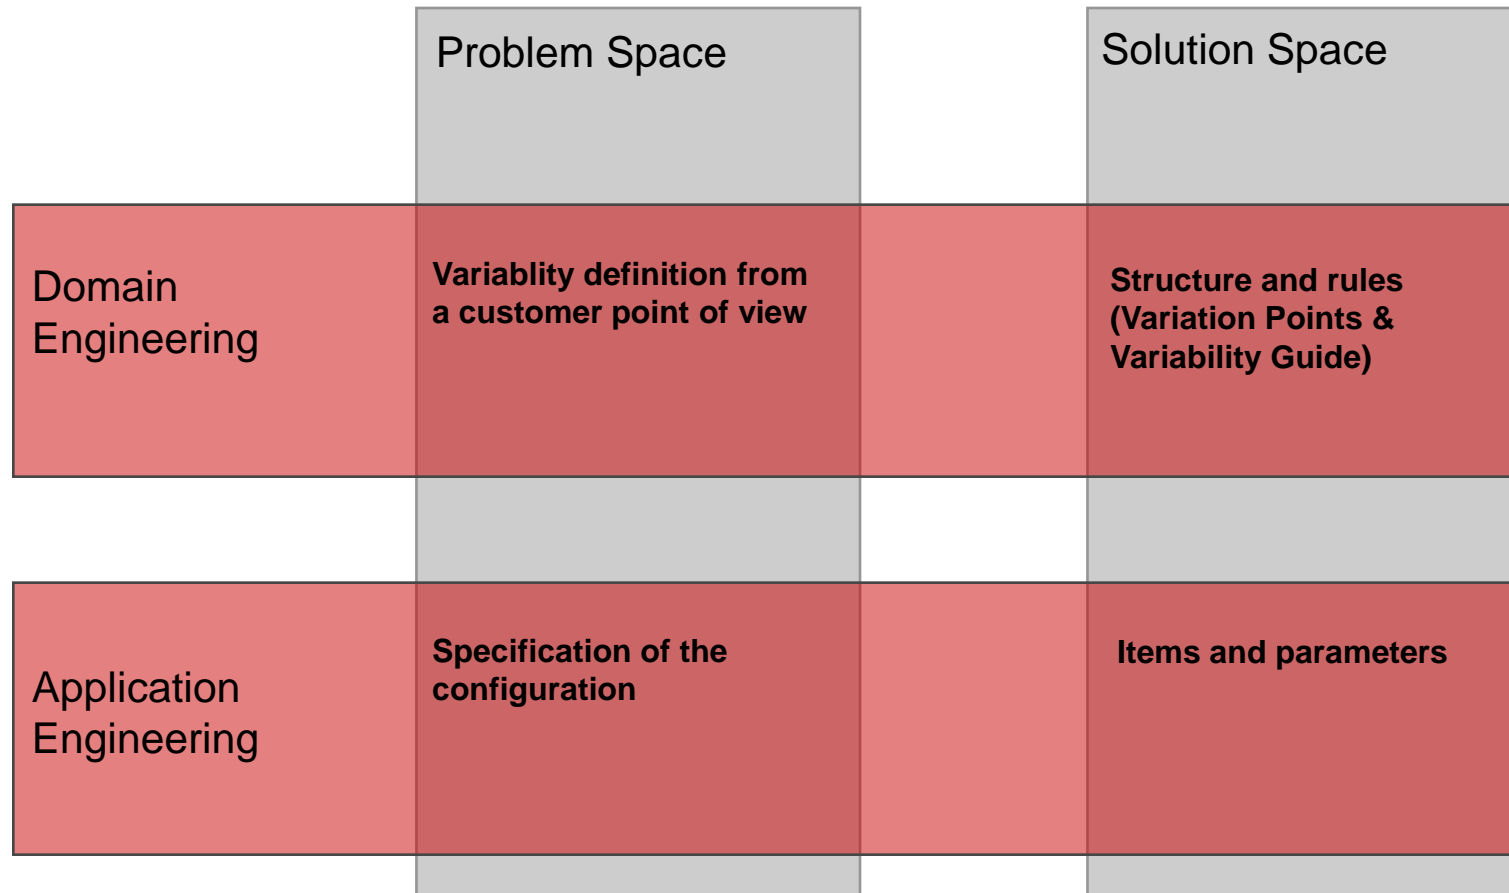 Problem Space
Solution Space
Domain
Engineering
Variablity definition from
a customer point of view
Structure and rules
(Variation Points &
Variability Guide)
Application
Engineering
Specification of the
configuration
Items and parameters